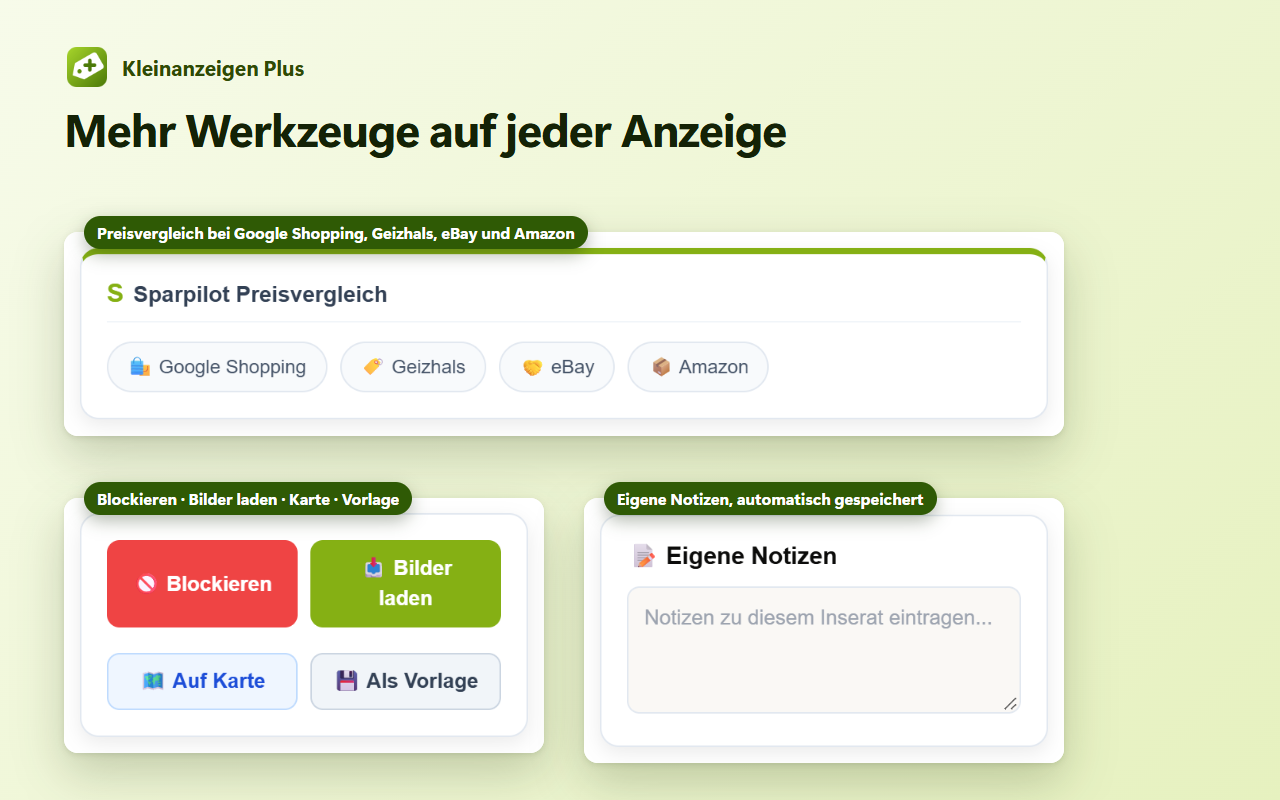 Kleinanzeigen Plus
Mehr Werkzeuge auf jeder Anzeige
Preisvergleich bei Google Shopping, Geizhals, eBay und Amazon
S Sparpilot Preisvergleich
Google Shopping
Geizhals
eBay
Amazon
Blockieren · Bilder laden · Karte · Vorlage
Blockieren
Bilder
laden
Auf Karte
Als Vorlage
Eigene Notizen, automatisch gespeichert
Eigene Notizen
Notizen zu diesem Inserat eintragen...